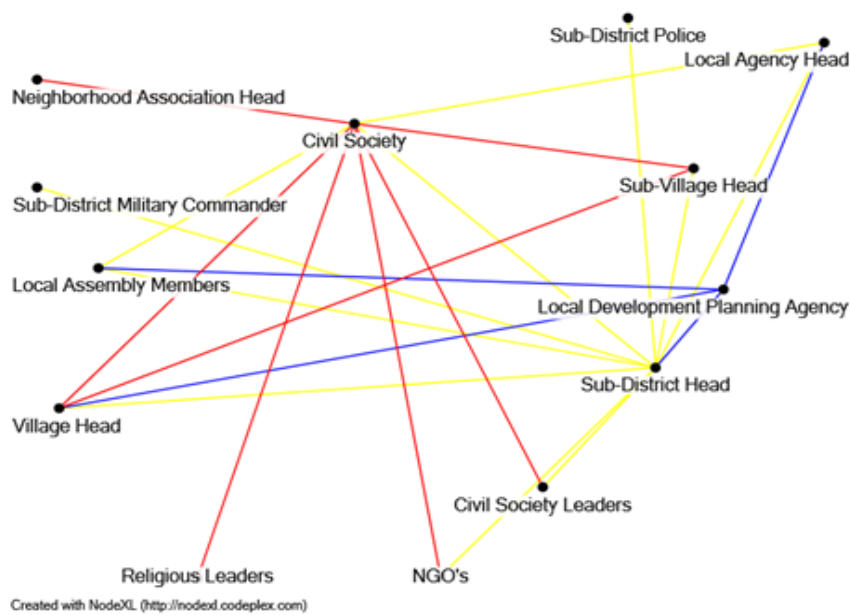 Sub-District Police
Local Agency Head
Neighborhood Association Head
Civil Society
Sub-Village Head
Sub-District Military Commander
Local Assembly Members
Local Development Planning Agency
Sub-District Head
Village Head
Civil Society Leaders
Religious Leaders
NGO's
Created with NodeXL (http://nodexl.codeplex.com)